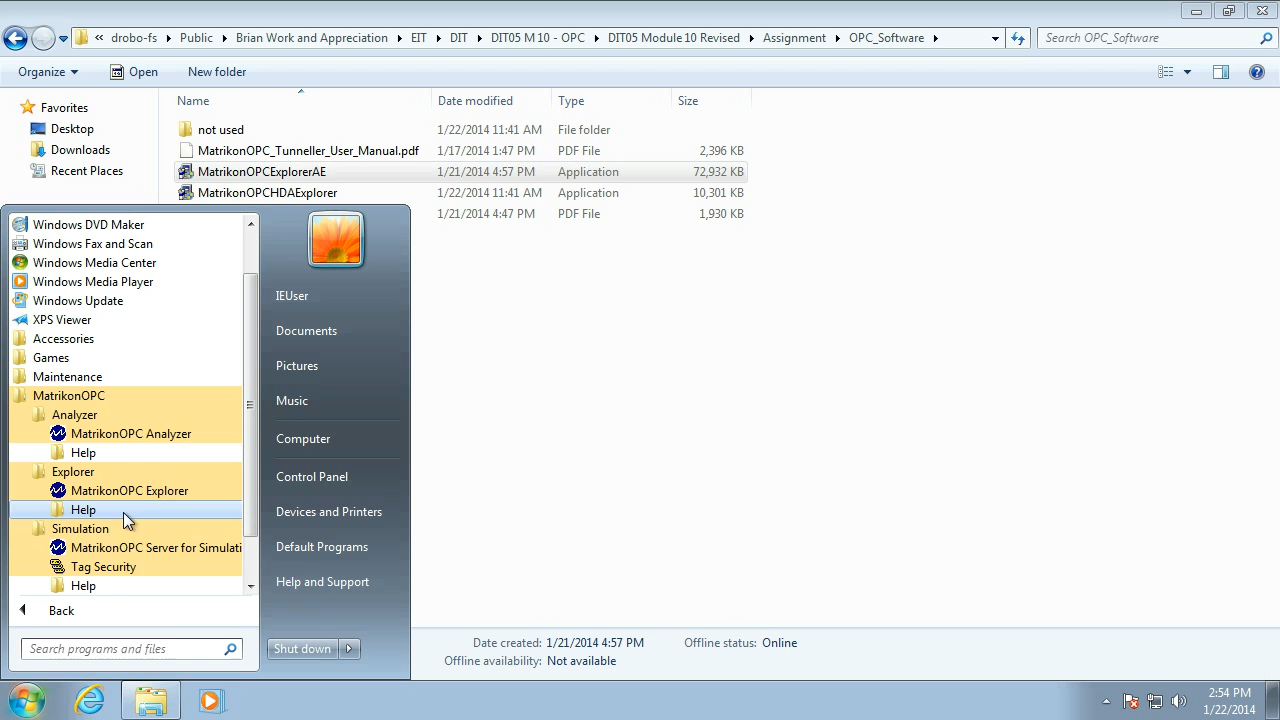 « drobo-fs ▸ Public ▸ Brian Work and Appreciation ▸ EIT ▸ DIT ▸ DIT05 M 10 - OPC ▸ DIT05 Module 10 Revised ▸ Assignment ▸ OPC_Software ▸ Search OPC_Software
Organize Open New folder
Favorites
Desktop
Downloads
Recent Places
Name Date modified Type Size
not used 1/22/2014 11:41 AM File folder
MatrikonOPC_Tunneller_User_Manual.pdf 1/17/2014 1:47 PM PDF File 2,396 KB
MatrikonOPCExplorerAE 1/21/2014 4:57 PM Application 72,932 KB
MatrikonOPCHDAExplorer 1/22/2014 11:41 AM Application 10,301 KB
1/21/2014 4:47 PM PDF File 1,930 KB
Windows DVD Maker
Windows Fax and Scan
Windows Media Center
Windows Media Player
Windows Update
XPS Viewer
Accessories
Games
Maintenance
MatrikonOPC
Analyzer
MatrikonOPC Analyzer
Help
Explorer
MatrikonOPC Explorer
Help
Simulation
MatrikonOPC Server for Simulati
Tag Security
Help
Back
Search programs and files
IEUser
Documents
Pictures
Music
Computer
Control Panel
Devices and Printers
Default Programs
Help and Support
Shut down
Date created: 1/21/2014 4:57 PM Offline status: Online
Offline availability: Not available
2:54 PM
1/22/2014